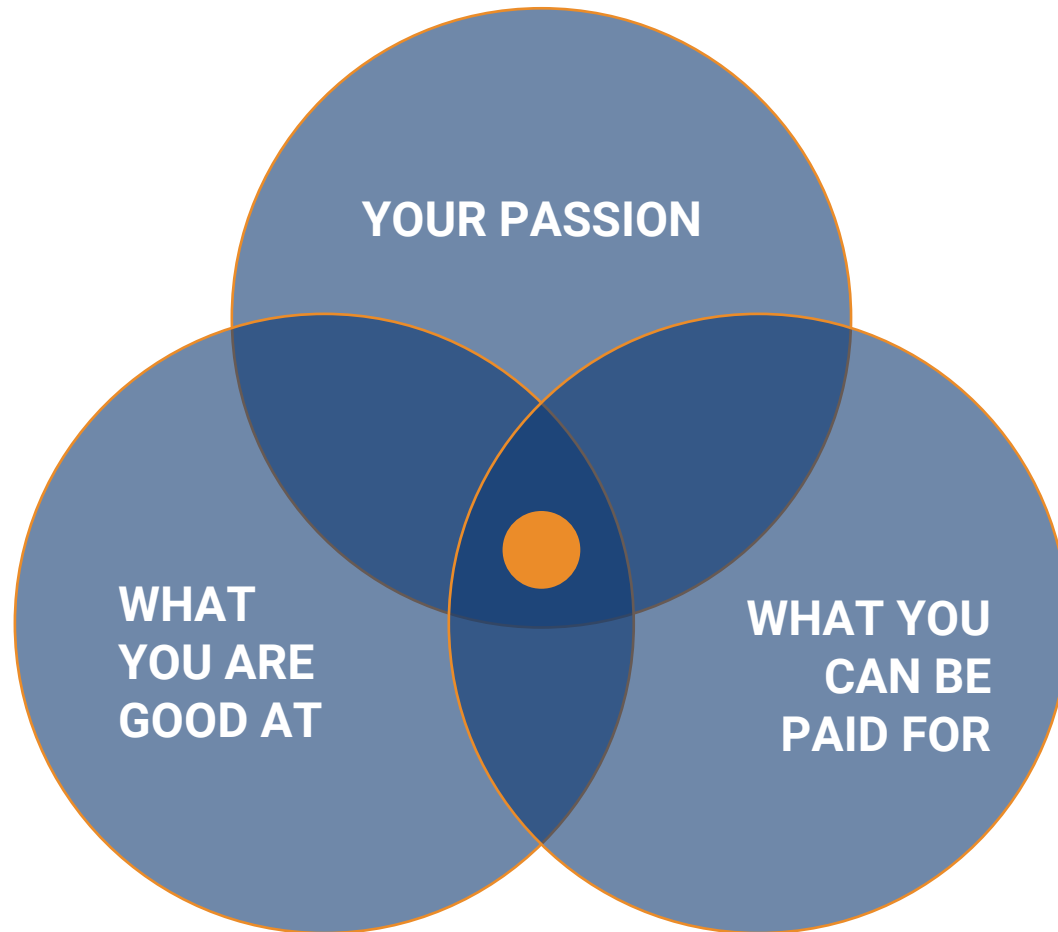 YOUR PASSION
WHAT
YOU ARE
GOOD AT
WHAT YOU
CAN BE
PAID FOR